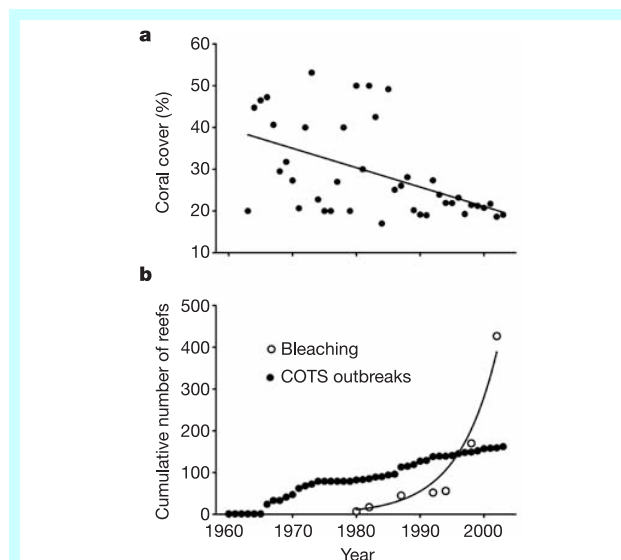 a
Coral cover (%)
60
50
40
30
20
10
b
Cumulative number of reefs
500
400
300
200
100
0
Bleaching
COTS outbreaks
1960 1970 1980 1990 2000
Year